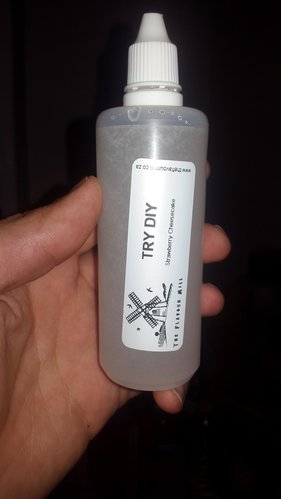 TRY DIY
Strawberry Cheesecake
THE FLAVOUR MILL